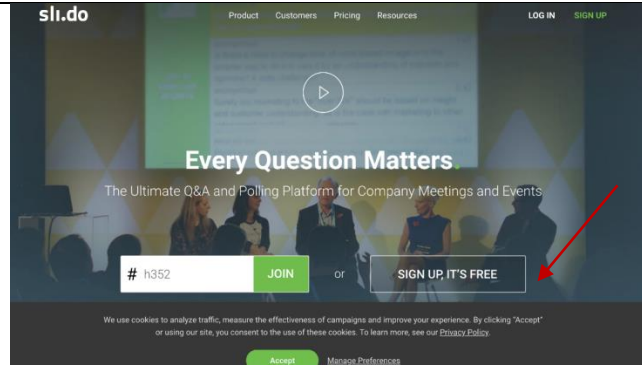 slı.do
Product Customers Pricing Resources LOG IN SIGN UP
Every Question Matters.
The Ultimate Q&A and Polling Platform for Company Meetings and Events
# h352 JOIN or SIGN UP, IT'S FREE
We use cookies to analyze traffic, measure the effectiveness of campaigns and improve your experience. By clicking "Accept"
or using our site, you consent to the use of these cookies. To learn more, see our Privacy Policy.
Accept Manage Preferences